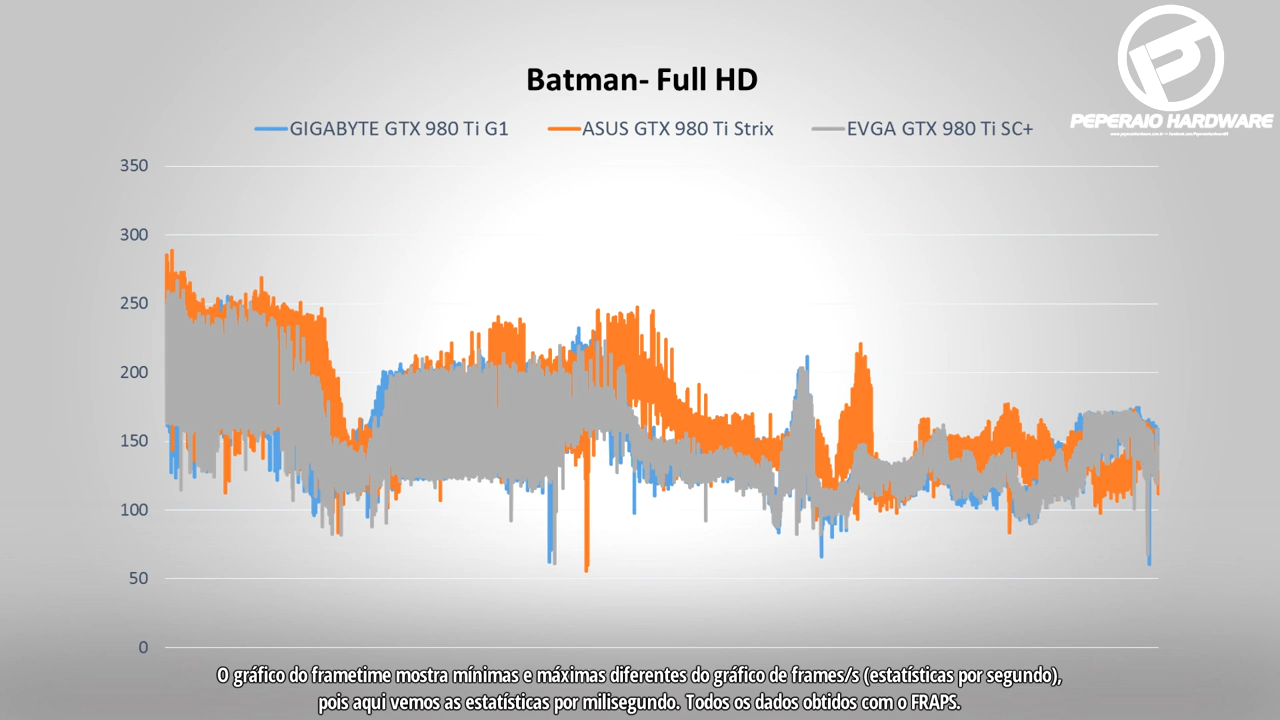 Batman- Full HD
GIGABYTE GTX 980 Ti G1
ASUS GTX 980 Ti Strix
EVGA GTX 980 Ti SC+
PEPERAIO HARDWARE
350
300
250
200
150
100
50
0
O gráfico do frametime mostra mínimas e máximas diferentes do gráfico de frames/s (estatísticas por segundo),
pois aqui vemos as estatísticas por milisegundo. Todos os dados obtidos com o FRAPS.